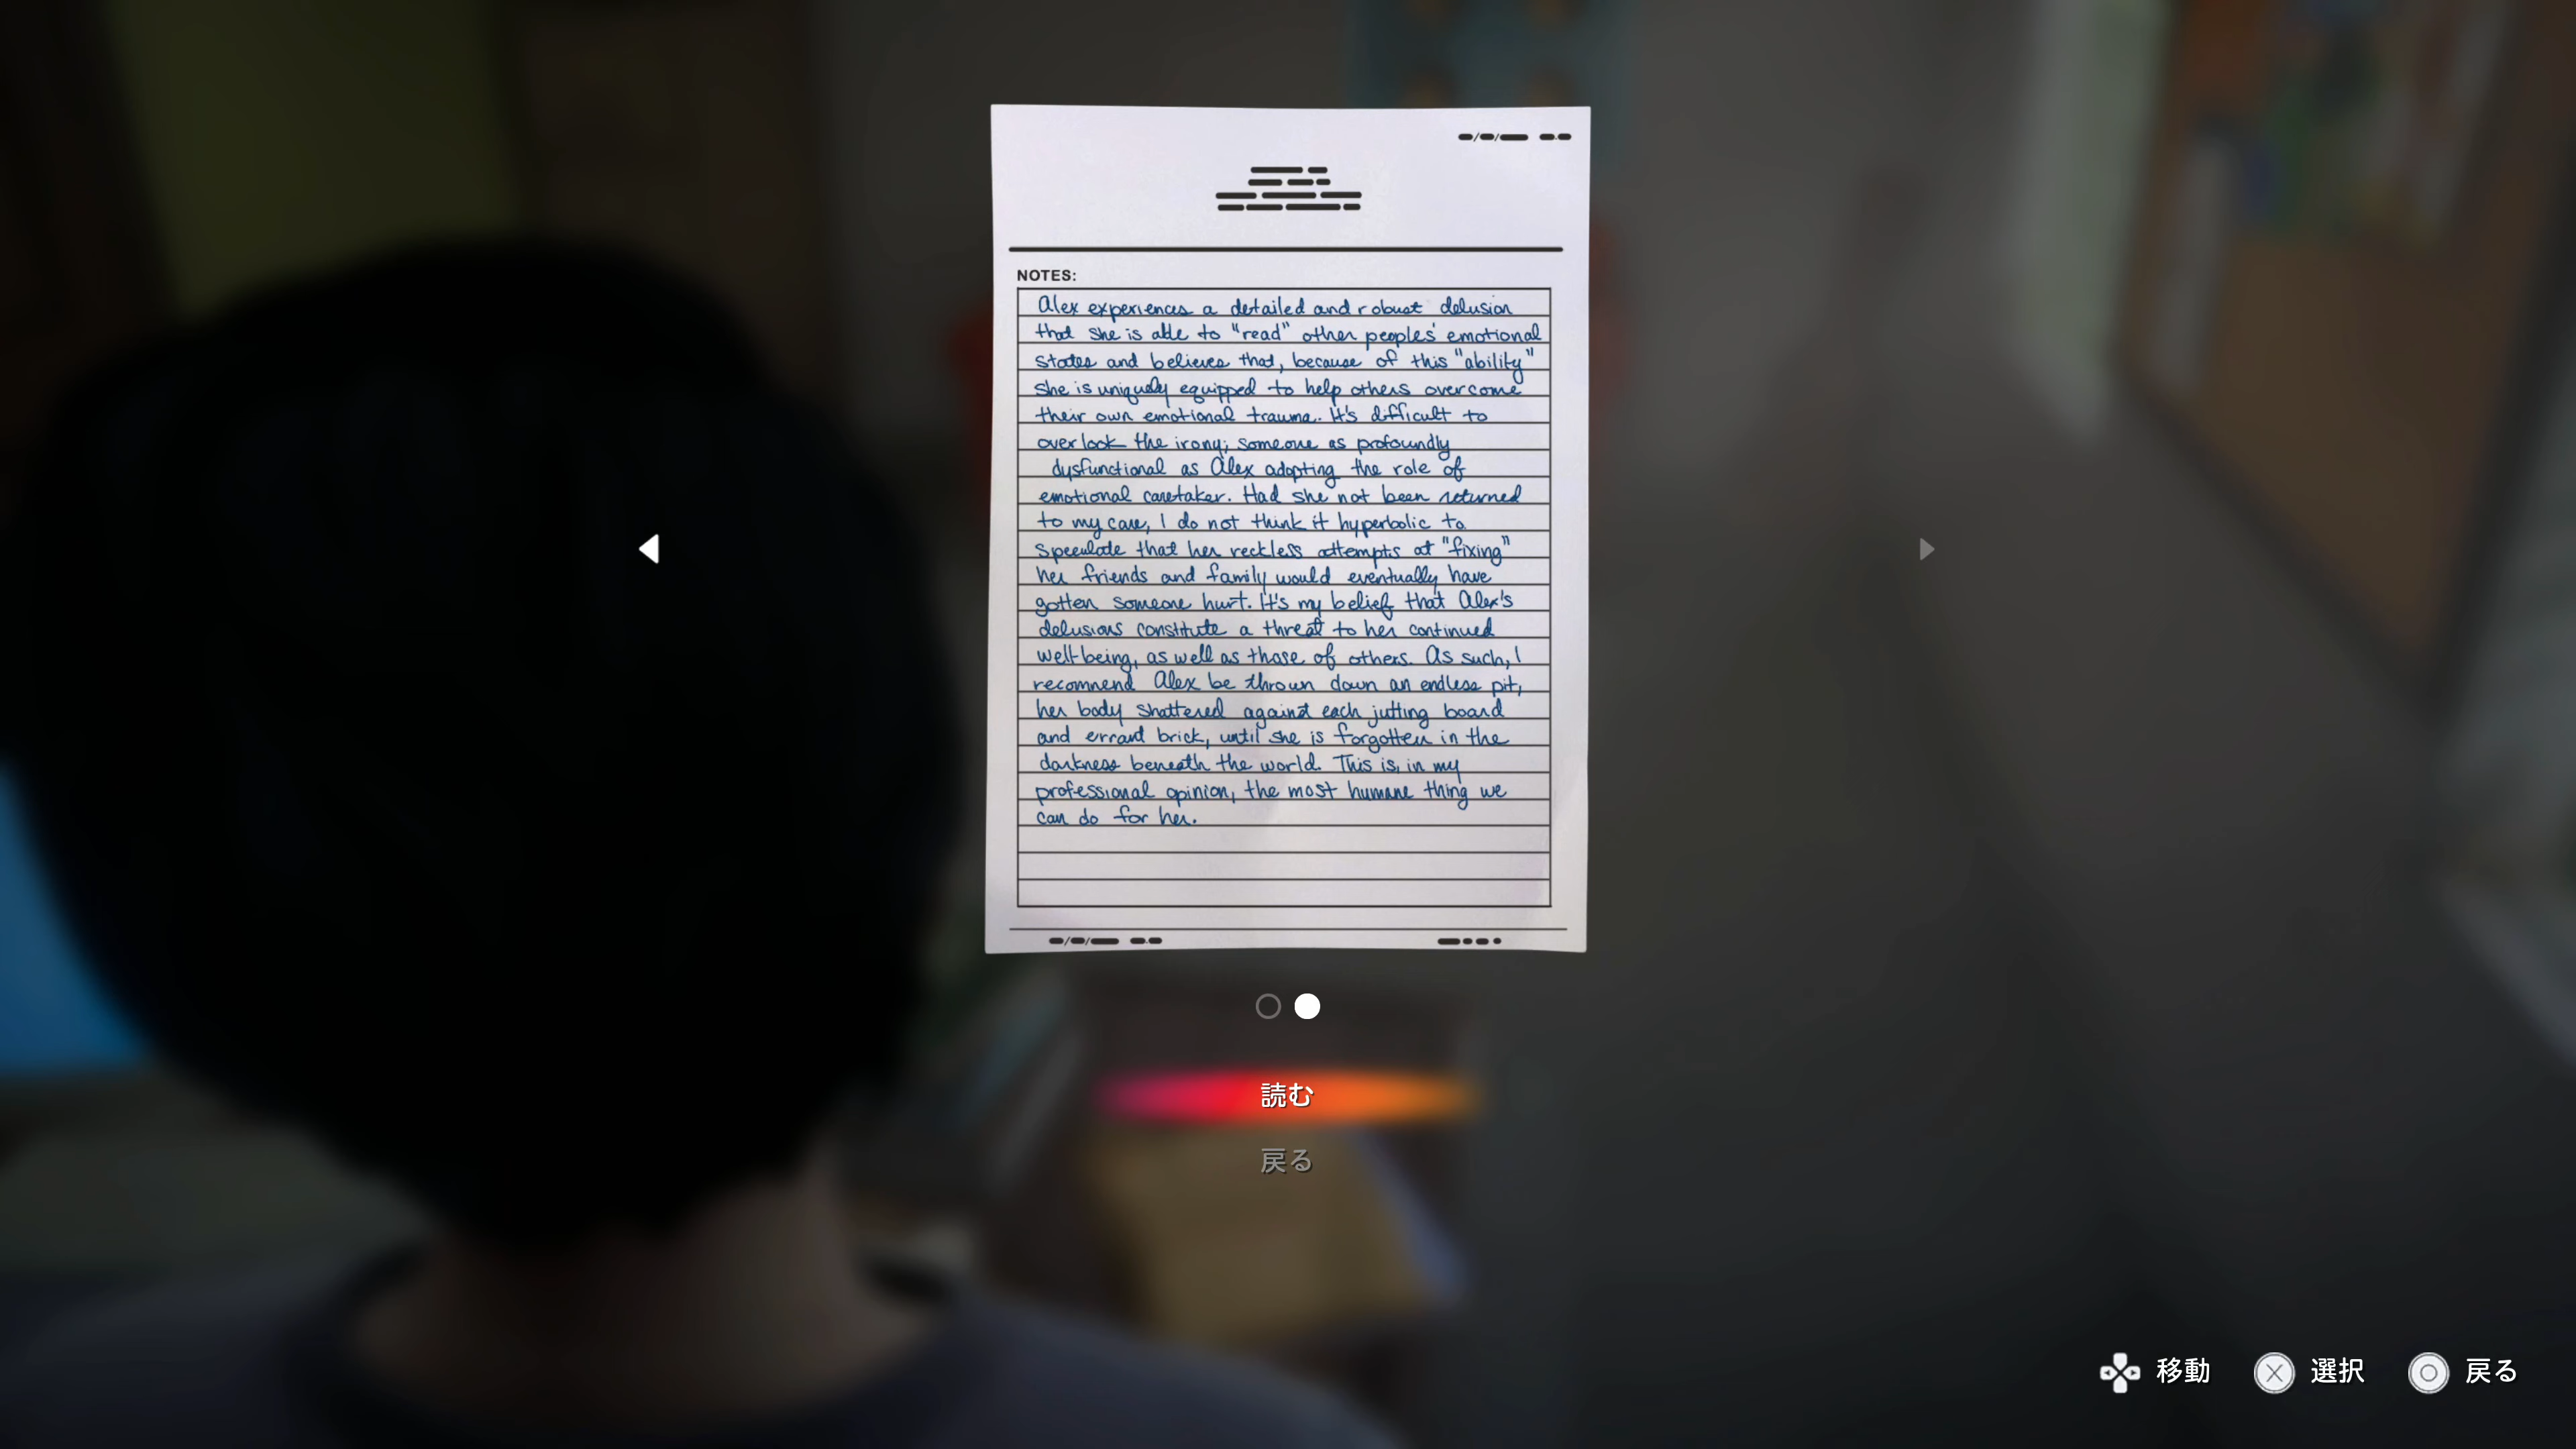 NOTES:
Alex experiences a detailed and robust delusion
that she is able to "read" other peoples' emotional
states and believes that, because of this "ability"
she is uniquely equipped to help others overcome
their own emotional trauma. It's difficult to
overlook the irony; someone as profoundly
dysfunctional as Alex adopting the role of
emotional caretaker. Had she not been returned
to my care, I do not think it hyperbolic to
speculate that her reckless attempts at "fixing"
her friends and family would eventually have
gotten someone hurt. It's my belief that Alex's
delusions constitute a threat to her continued
well-being, as well as those of others. As such, I
recomnend Alex be thrown down an endless pit,
her body shattered against each jutting board
and errant brick, until she is forgotten in the
darkness beneath the world. This is, in my
professional opinion, the most humane thing we
can do for her.
読む
戻る
移動 選択 戻る